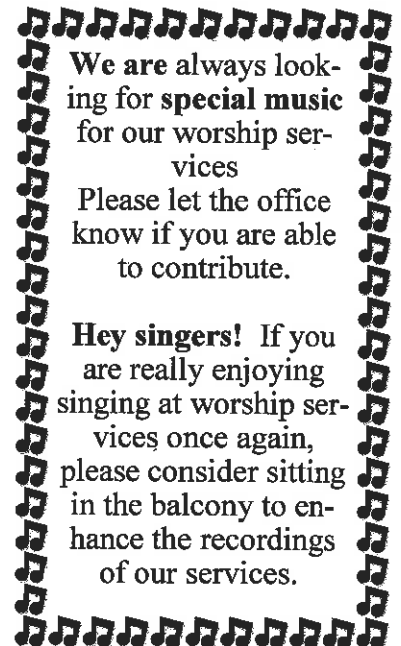 We are always look-
ing for special music
for our worship ser-
vices
Please let the office
know if you are able
to contribute.
Hey singers! If you
are really enjoying
singing at worship ser-
vices once again,
please consider sitting
in the balcony to en-
hance the recordings
of our services.